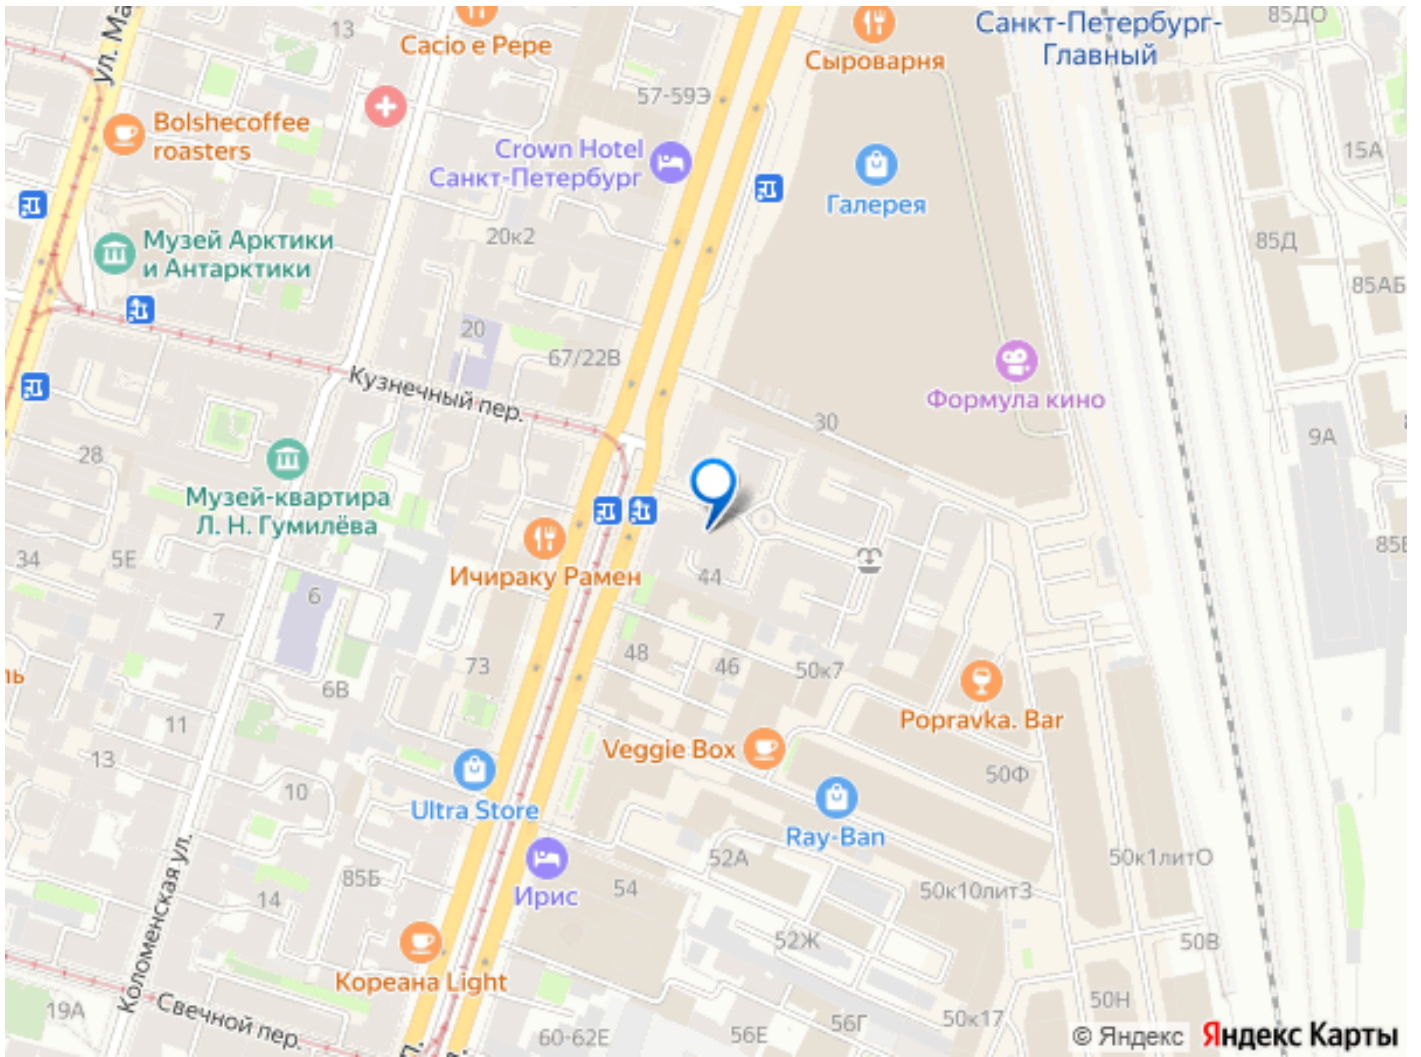 ул. Ма
13
Cacio e Pepe
Bolshecoffee
roasters
57-59Э
Сыроварня
Санкт-Петербург-
Главный
85ДО
15А
Crown Hotel
Санкт-Петербург
Галерея
Музей Арктики
и Антарктики
20к2
85Д
85АБ
20
67/22В
Кузнечный пер.
Формула кино
30
9А
28
Музей-квартира
Л. Н. Гумилёва
34
5Е
Ичираку Рамен
44
6
7
48
46
50к7
73
6В
ль
11
Popravka. Bar
13
Veggie Box
50Ф
10
Ultra Store
Ray-Ban
52А
50к1литО
Коломенская ул.
85Б
Ирис
54
50к10литЗ
14
52Ж
50В
Кореана Light
19А
Свечной пер.
60-62Е
56Е
56Г
50к17
50Н
© Яндекс
Яндекс Карты